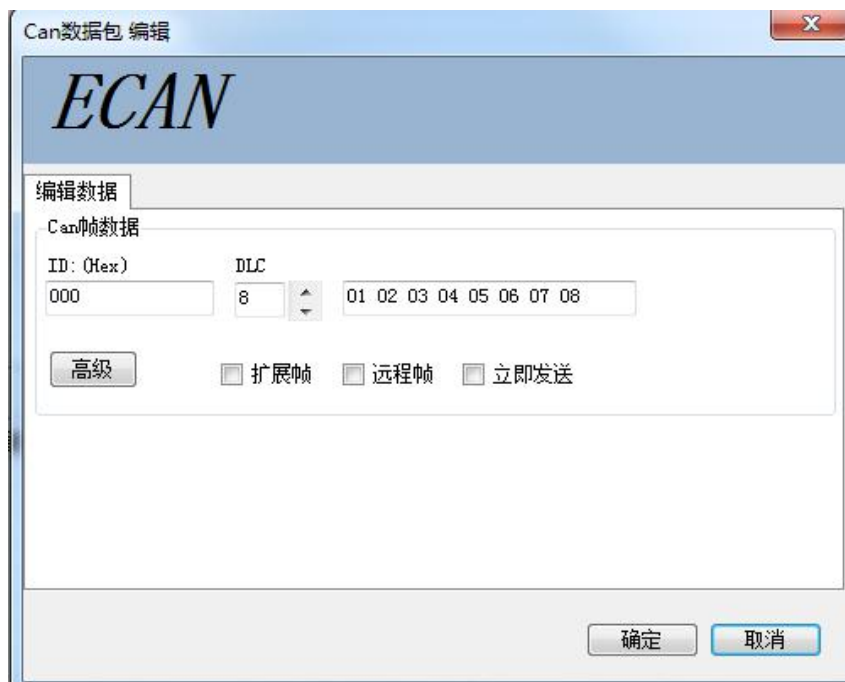 Can数据包 编辑
ECAN
编辑数据
Can帧数据
ID:(Hex) DLC
000 8 01 02 03 04 05 06 07 08
高级 扩展帧 远程帧 立即发送
确定 取消